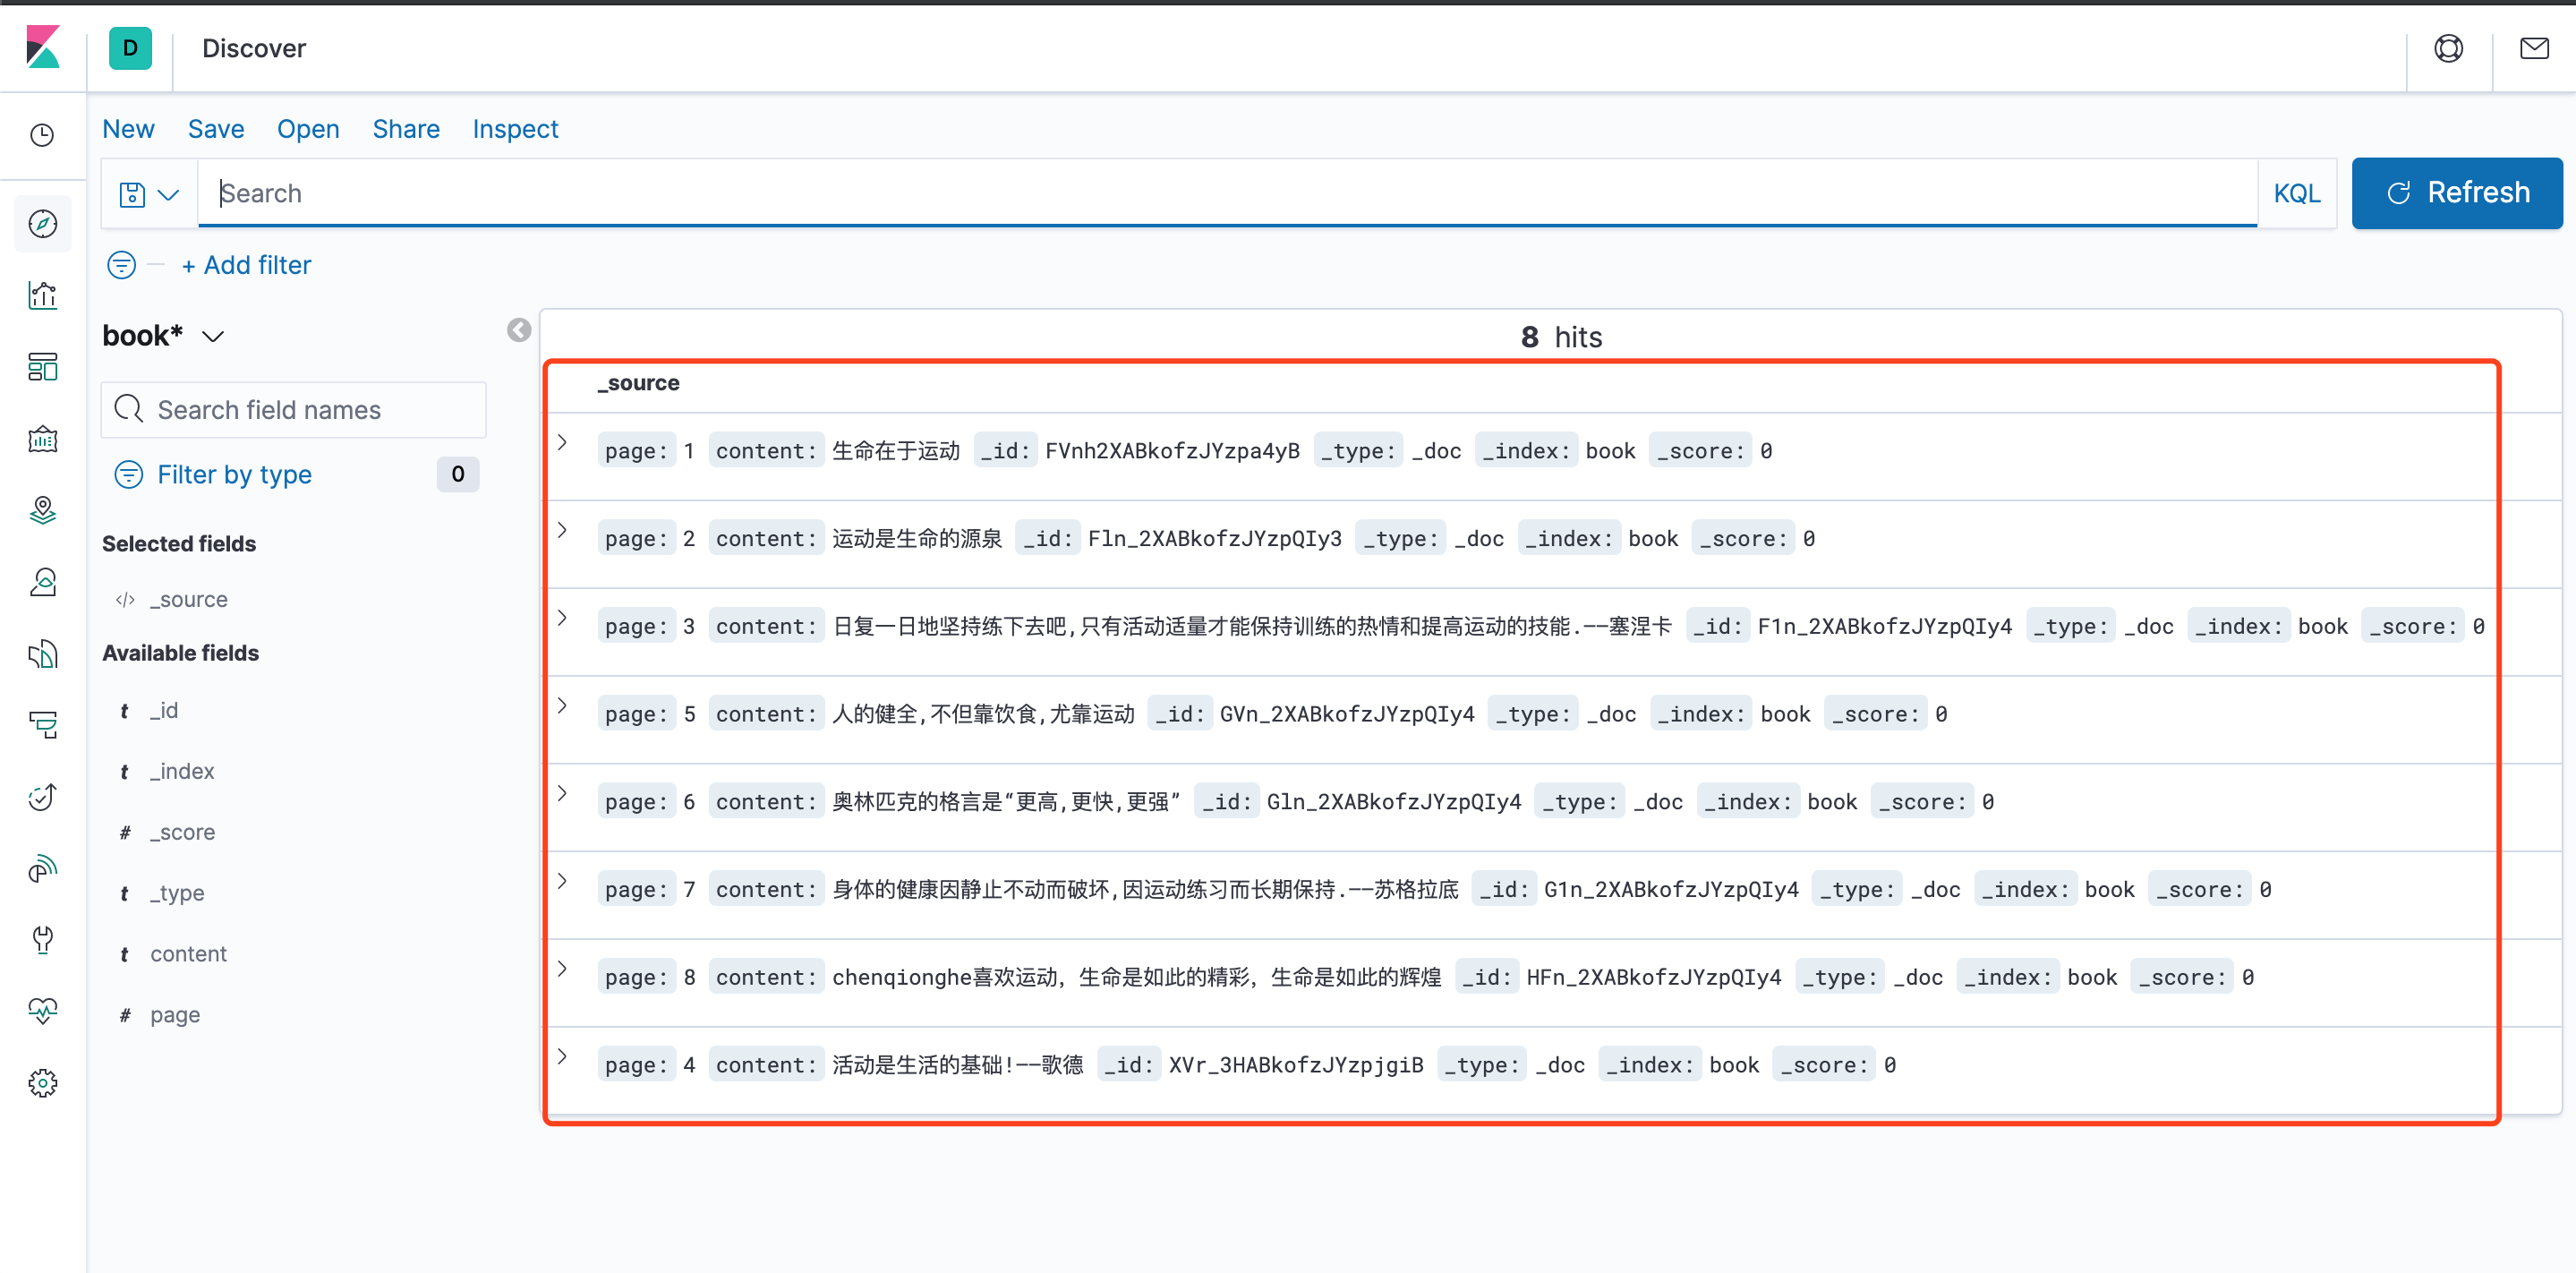 D Discover
New Save Open Share Inspect
Search KQL Refresh
+ Add filter
book*
8 hits
Search field names
Filter by type 0
Selected fields
</> _source
Available fields
t _id
t _index
# _score
t _type
t content
# page
_source
page: 1 content: 生命在于运动 _id: FVnh2XABkofzJYzpa4yB _type: _doc _index: book _score: 0
page: 2 content: 运动是生命的源泉 _id: Fln_2XABkofzJYzpQIy3 _type: _doc _index: book _score: 0
page: 3 content: 日复一日地坚持练下去吧,只有活动适量才能保持训练的热情和提高运动的技能.——塞涅卡 _id: F1n_2XABkofzJYzpQIy4 _type: _doc _index: book _score: 0
page: 5 content: 人的健全,不但靠饮食,尤靠运动 _id: GVn_2XABkofzJYzpQIy4 _type: _doc _index: book _score: 0
page: 6 content: 奥林匹克的格言是“更高,更快,更强” _id: Gln_2XABkofzJYzpQIy4 _type: _doc _index: book _score: 0
page: 7 content: 身体的健康因静止不动而破坏,因运动练习而长期保持.——苏格拉底 _id: G1n_2XABkofzJYzpQIy4 _type: _doc _index: book _score: 0
page: 8 content: chenqionghe喜欢运动，生命是如此的精彩，生命是如此的辉煌 _id: HFn_2XABkofzJYzpQIy4 _type: _doc _index: book _score: 0
page: 4 content: 活动是生活的基础!——歌德 _id: XVr_3HABkofzJYzpjgiB _type: _doc _index: book _score: 0